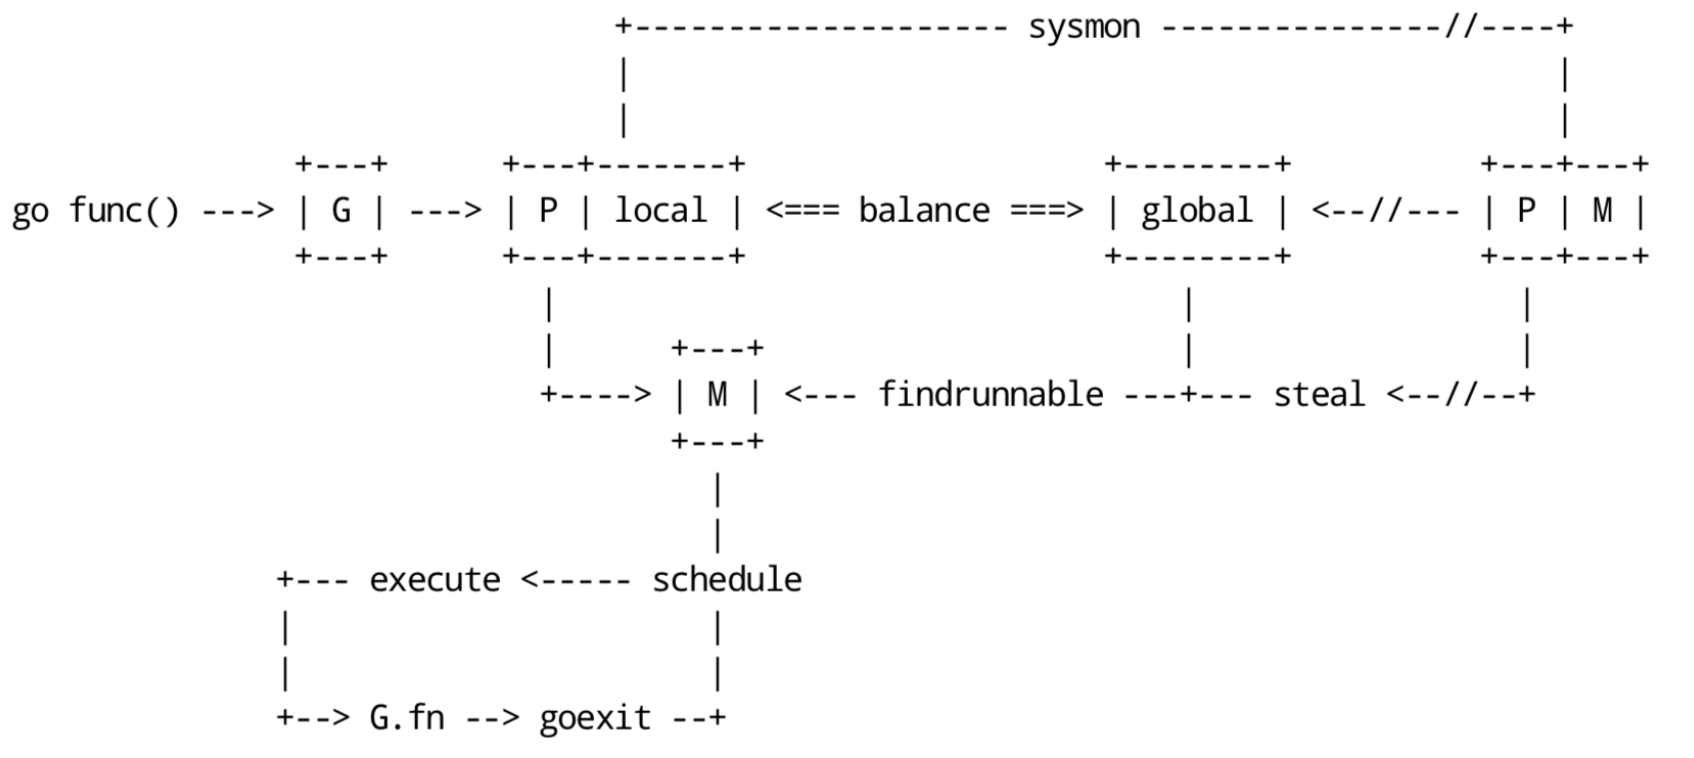 +-------------------- sysmon ---------------//----+
|                                                 |
|                                                 |
+---+      +---+-------+                   +--------+          +---+---+
go func() ---> | G | ---> | P | local | <=== balance ===> | global | <--//--- | P | M |
+---+      +---+-------+                   +--------+          +---+---+
|                                 |                 |
|      +---+                      |                 |
+----> | M | <--- findrunnable ---+--- steal <--//--+
+---+
|
|
+--- execute <----- schedule
|                      |
|                      |
+--> G.fn --> goexit --+